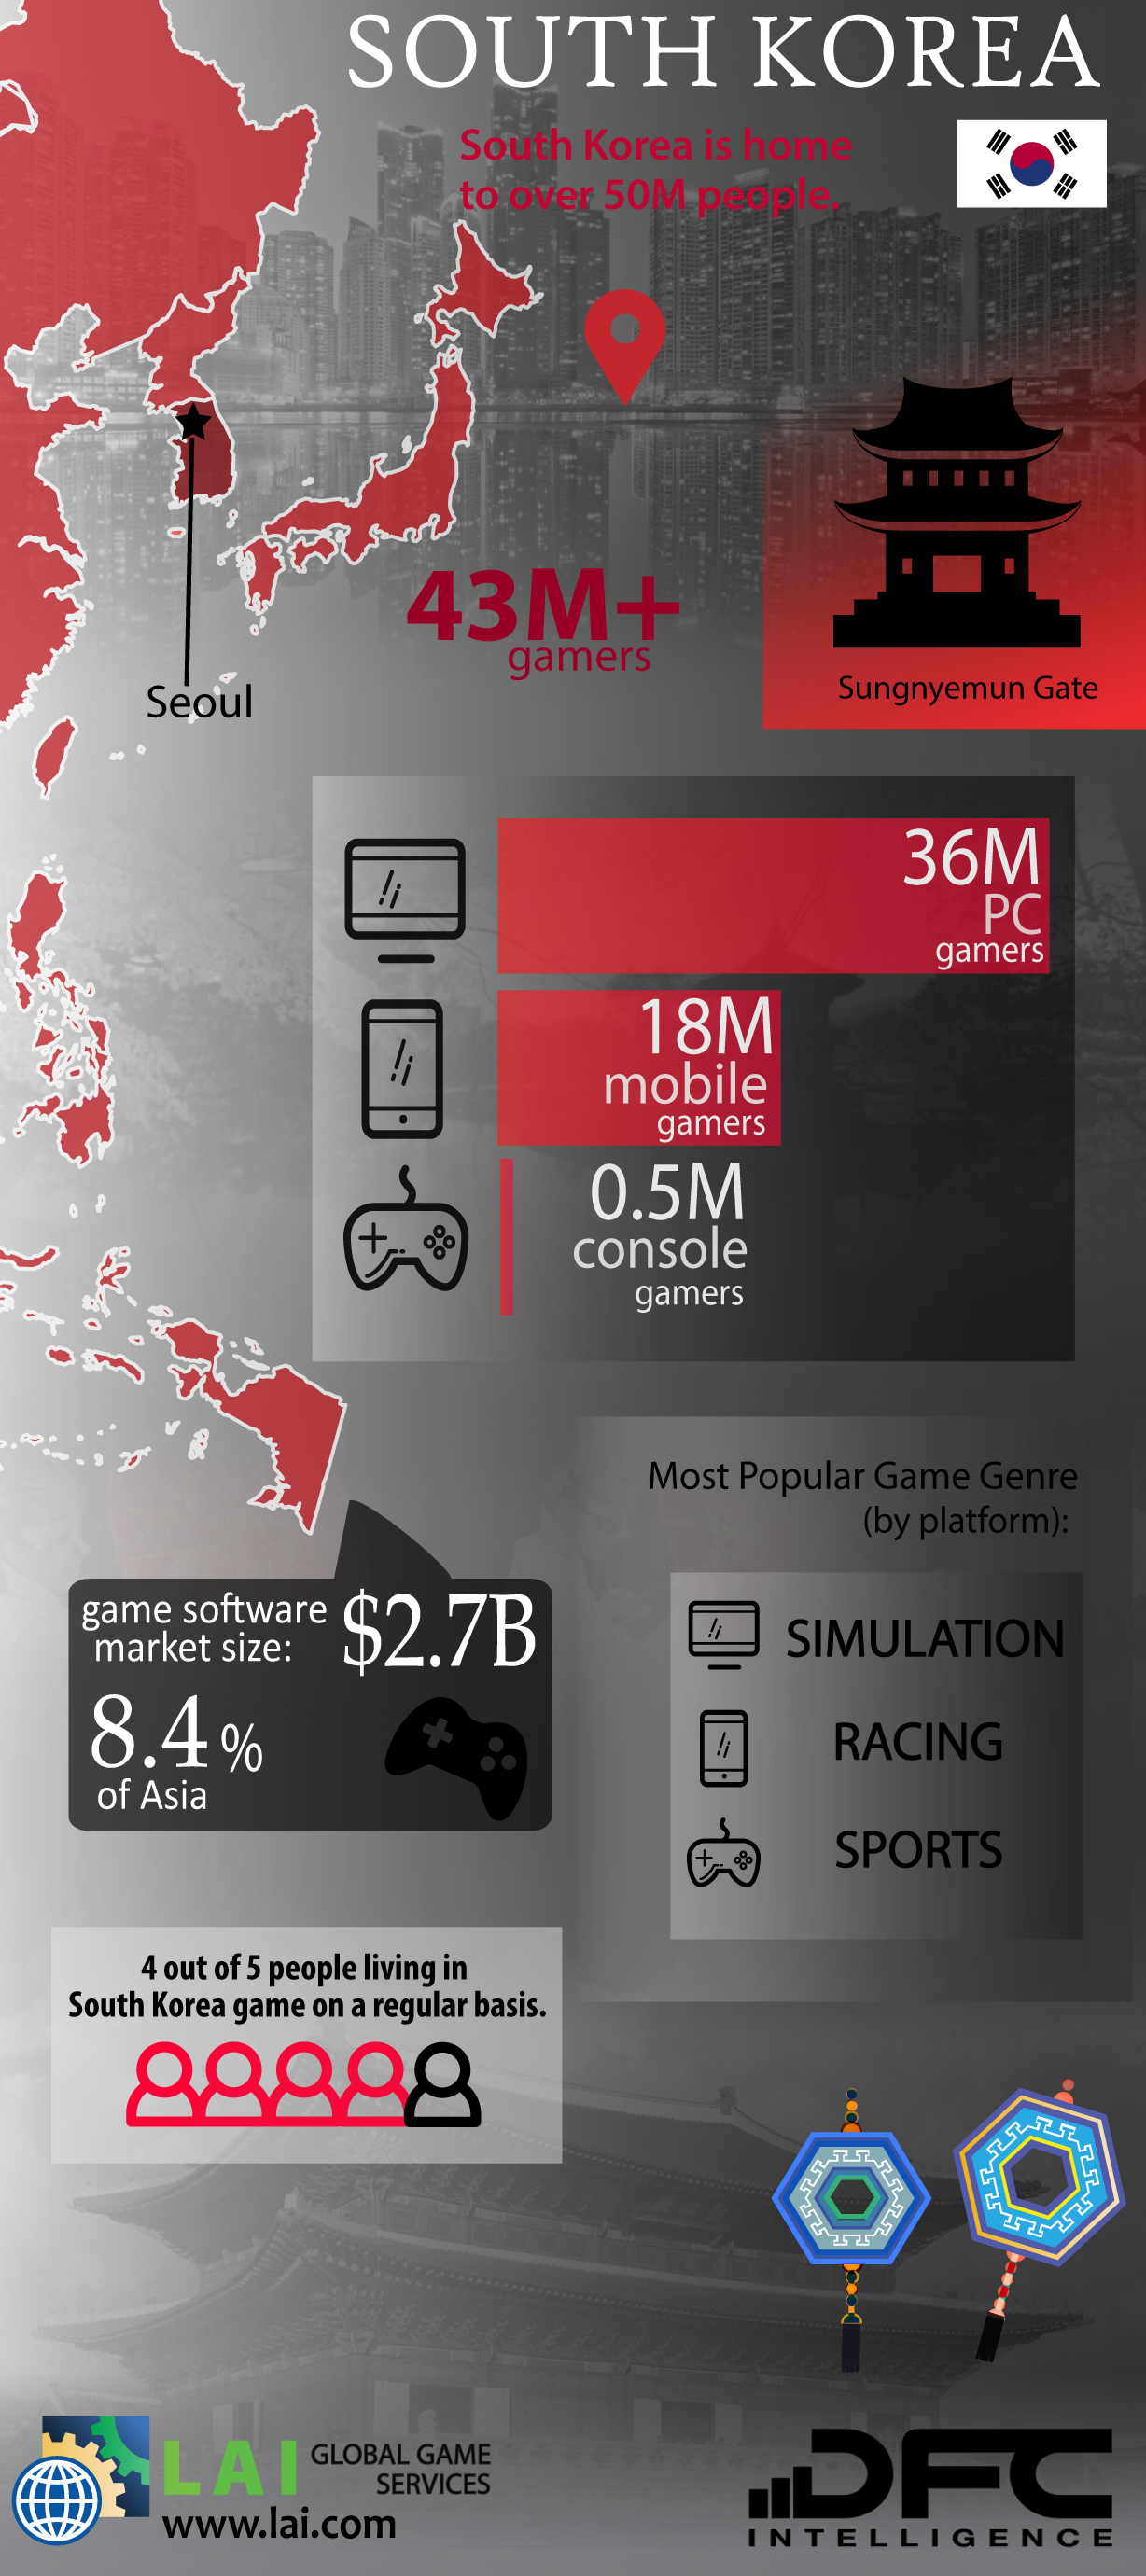 SOUTH KOREA
South Korea is home
to over 50M people.
43M+
gamers
Seoul
Sungnyemun Gate
36M
PC
gamers
18M
mobile
gamers
0.5M
console
gamers
Most Popular Game Genre
(by platform):
SIMULATION
RACING
SPORTS
game software
market size:
$2.7B
8.4 %
of Asia
4 out of 5 people living in
South Korea game on a regular basis.
LAI
GLOBAL GAME
SERVICES
www.lai.com
DFC
INTELLIGENCE